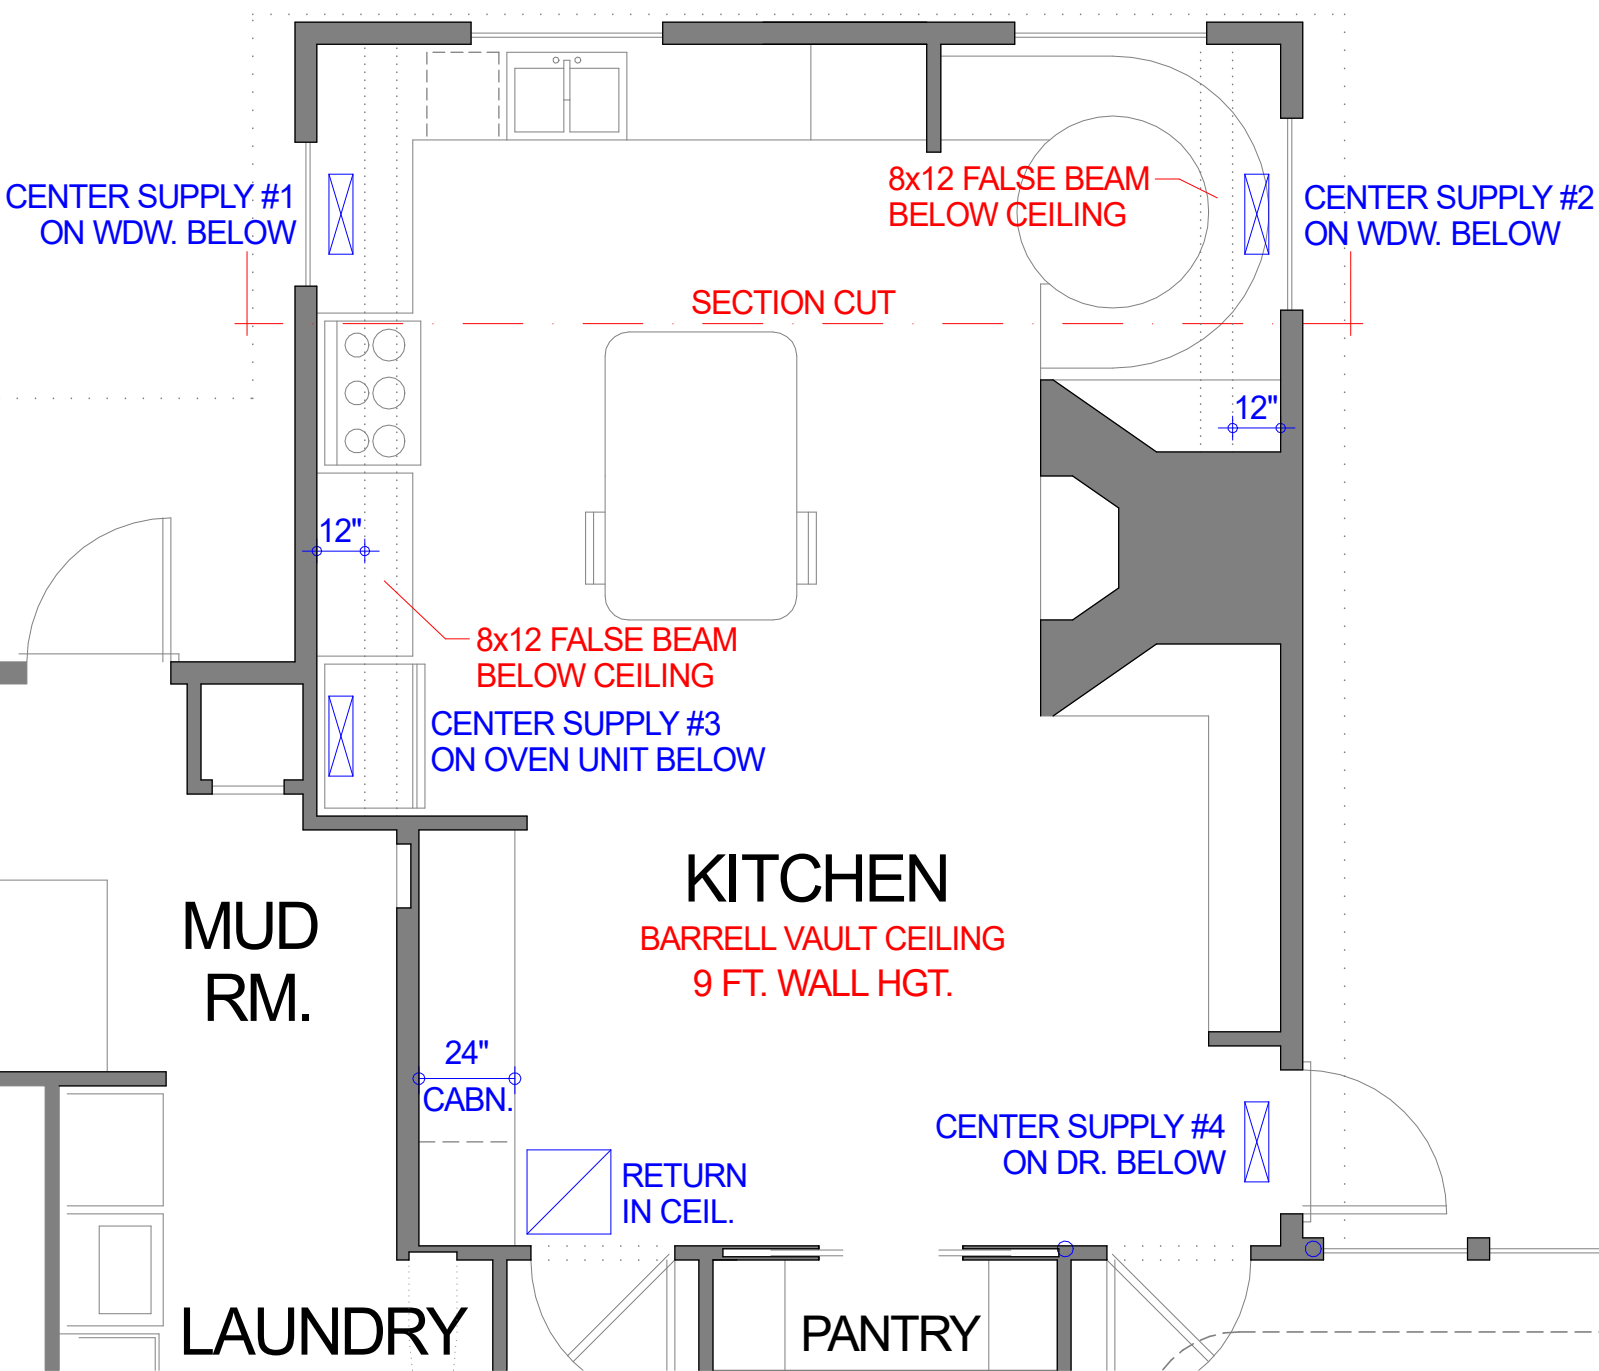 CENTER SUPPLY #1
ON WDW. BELOW
8x12 FALSE BEAM
BELOW CEILING
CENTER SUPPLY #2
ON WDW. BELOW
SECTION CUT
12"
12"
8x12 FALSE BEAM
BELOW CEILING
CENTER SUPPLY #3
ON OVEN UNIT BELOW
KITCHEN
BARRELL VAULT CEILING
9 FT. WALL HGT.
MUD
RM.
24"
CABN.
CENTER SUPPLY #4
ON DR. BELOW
RETURN
IN CEIL.
LAUNDRY
PANTRY